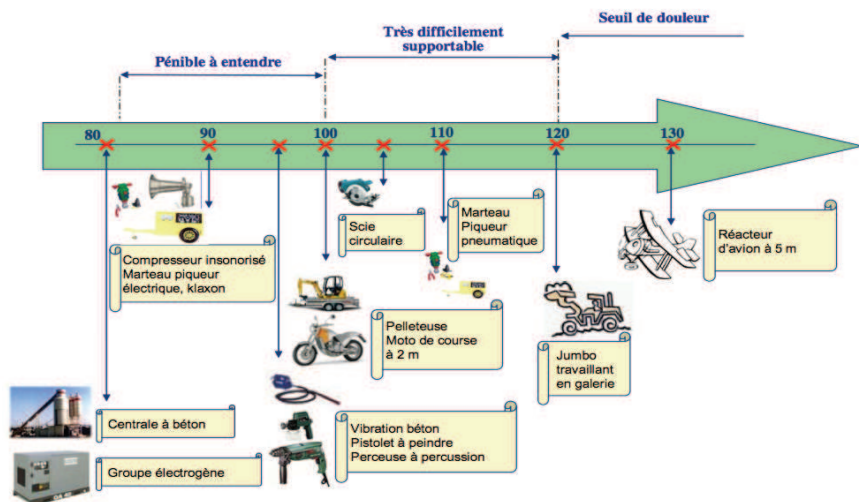 Seuil de douleur
Très difficilement
supportable
Pénible à entendre
80
90
100
110
120
130
Scie
circulaire
Marteau
Piqueur
pneumatique
Réacteur
d'avion à 5 m
Compresseur insonorisé
Marteau piqueur
électrique, klaxon
Pelleteuse
Moto de course
à 2 m
Jumbo
travaillant
en galerie
Centrale à béton
Vibration béton
Pistolet à peindre
Perceuse à percussion
Groupe électrogène